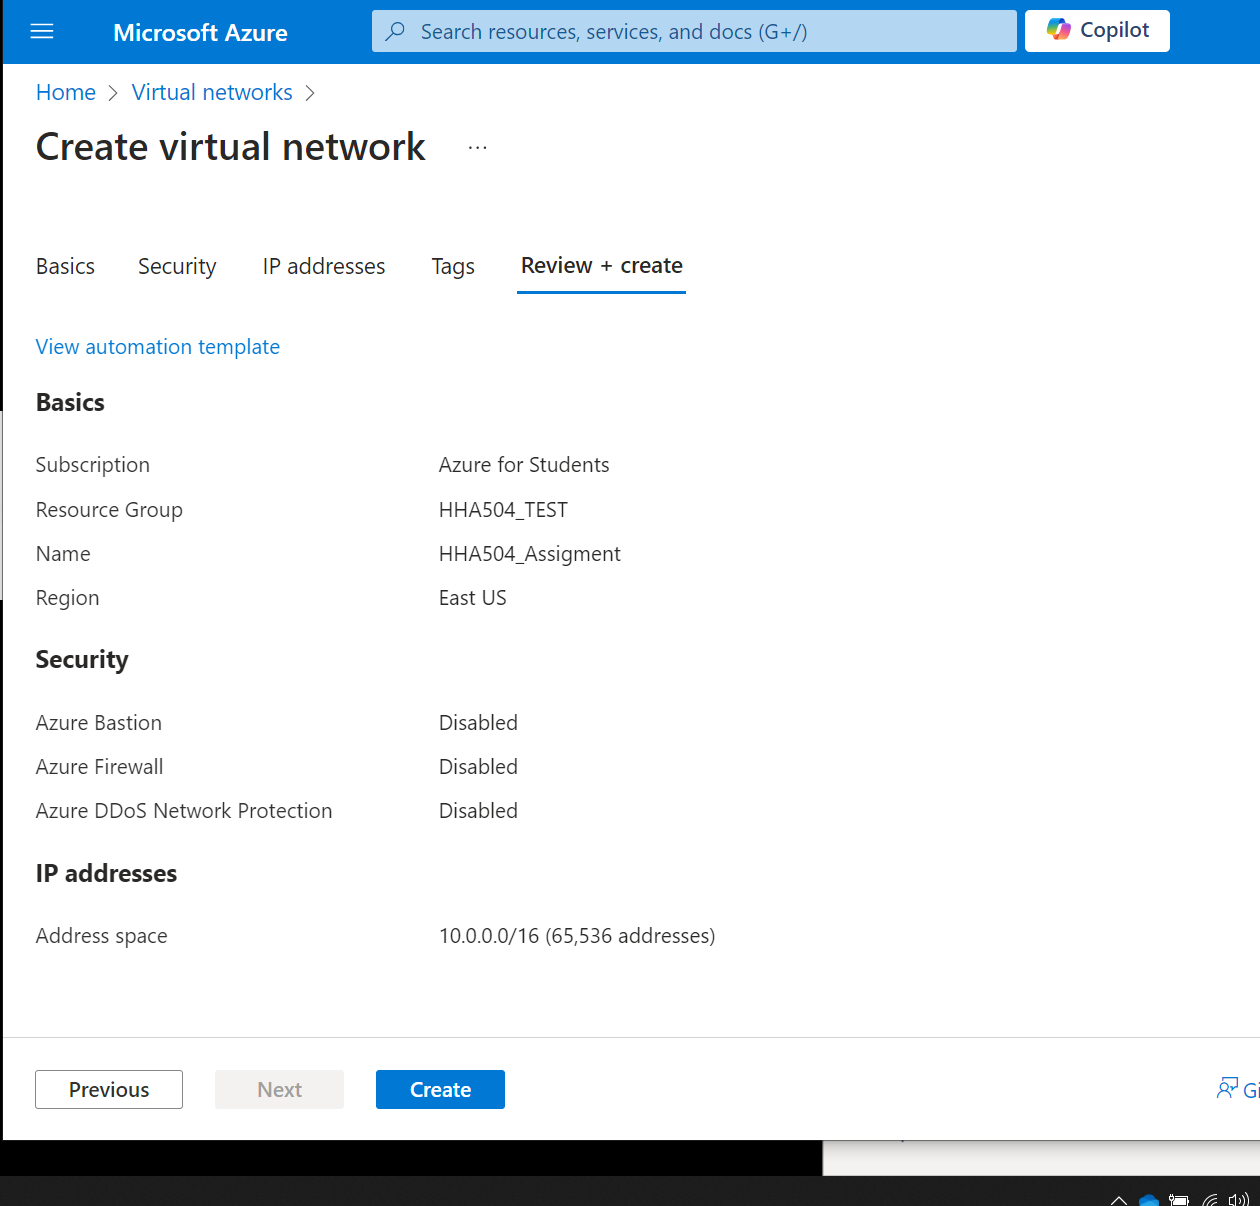 Microsoft Azure
Search resources, services, and docs (G+/)
Copilot
Home > Virtual networks >
Create virtual network ...
Basics Security IP addresses Tags Review + create
View automation template
Basics
Subscription Azure for Students
Resource Group HHA504_TEST
Name HHA504_Assigment
Region East US
Security
Azure Bastion Disabled
Azure Firewall Disabled
Azure DDoS Network Protection Disabled
IP addresses
Address space 10.0.0.0/16 (65,536 addresses)
Previous Next Create